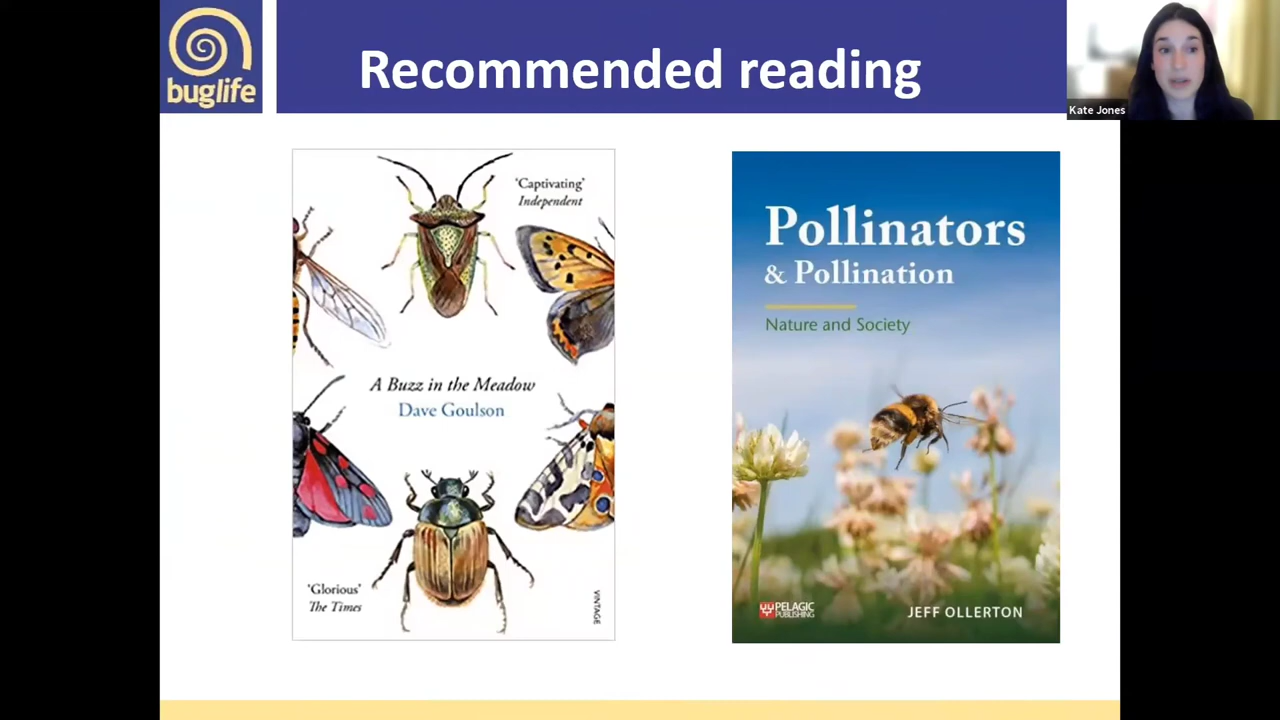 buglife
Recommended reading
Kate Jones
'Captivating'
Independent
A Buzz in the Meadow
Dave Goulson
'Glorious'
The Times
VINTAGE
Pollinators
& Pollination
Nature and Society
PELAGIC
PUBLISHING
JEFF OLLERTON